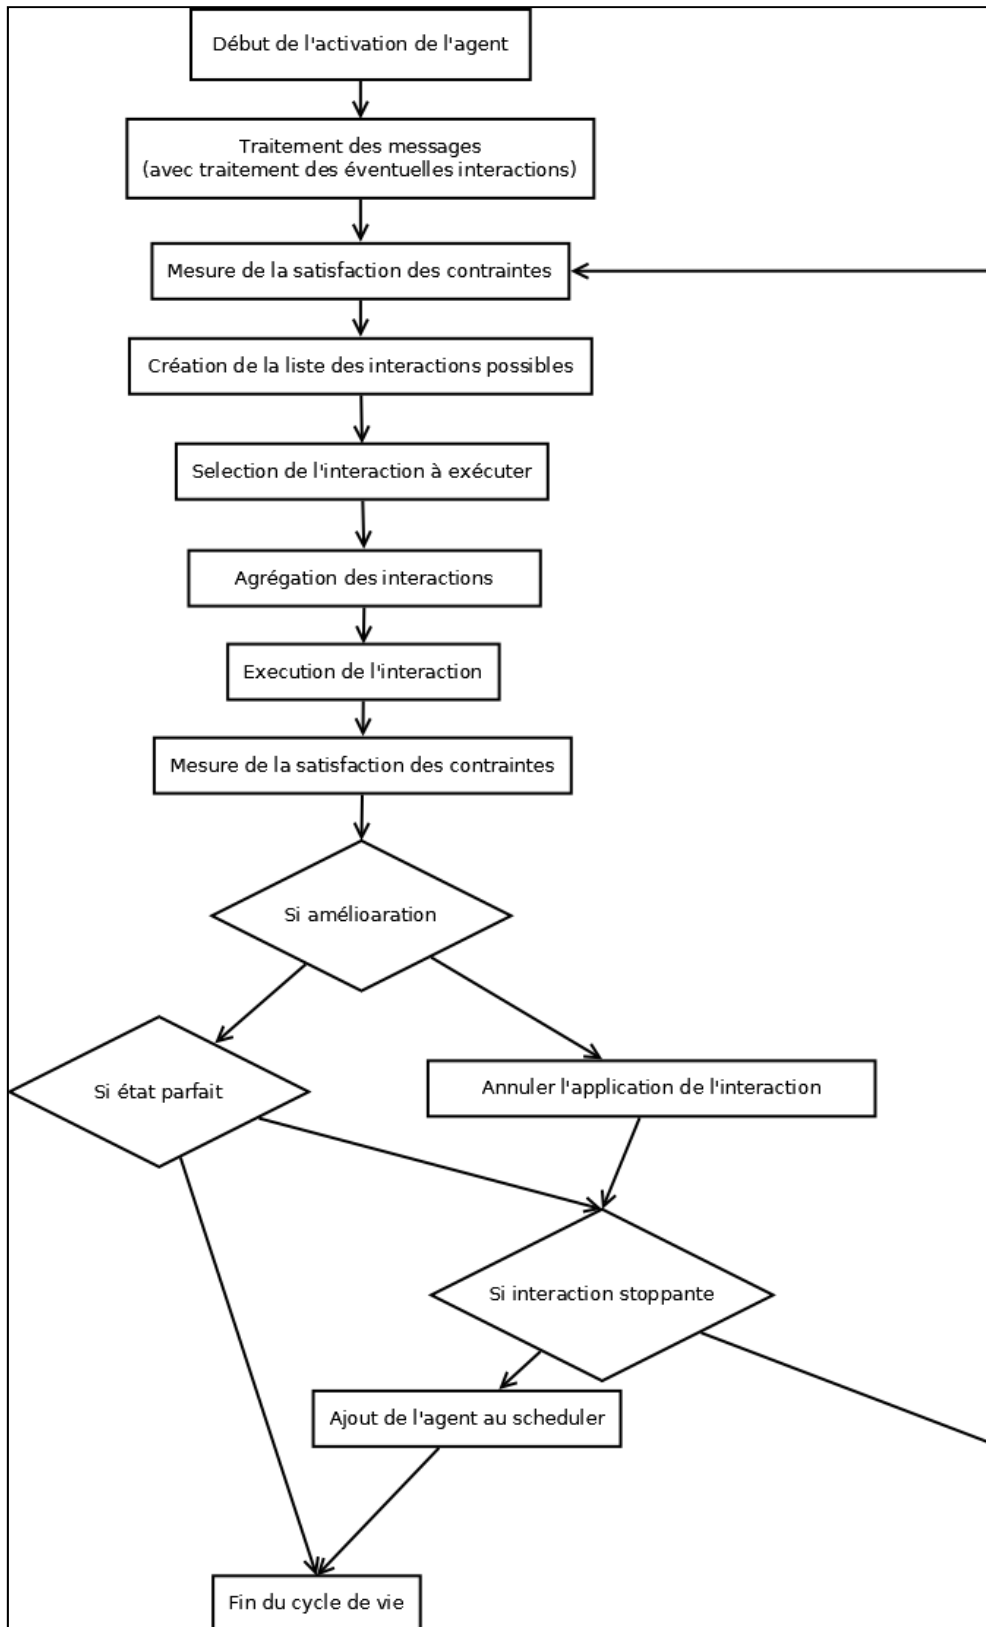 Début de l'activation de l'agent
Traitement des messages
(avec traitement des éventuelles interactions)
Mesure de la satisfaction des contraintes
Création de la liste des interactions possibles
Selection de l'interaction à exécuter
Agrégation des interactions
Execution de l'interaction
Mesure de la satisfaction des contraintes
Si amélioaration
Si état parfait
Annuler l'application de l'interaction
Si interaction stoppante
Ajout de l'agent au scheduler
Fin du cycle de vie